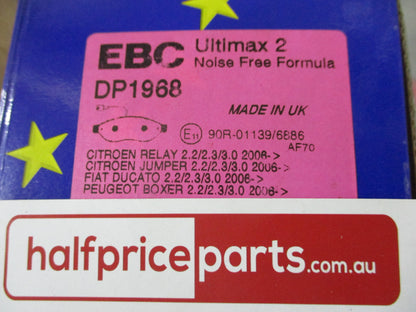 EBC Ultimax 2
Noise Free Formula
DP1968
MADE IN UK
E11 90R-01139/6886
AF70
CITROEN RELAY 2.2/2.3/3.0 2006->
CITROEN JUMPER 2.2/2.3/3.0 2006->
FIAT DUCATO 2.2/2.3/3.0 2006->
PEUGEOT BOXER 2.2/2.3/3.0 2006->
halfpriceparts.com.au